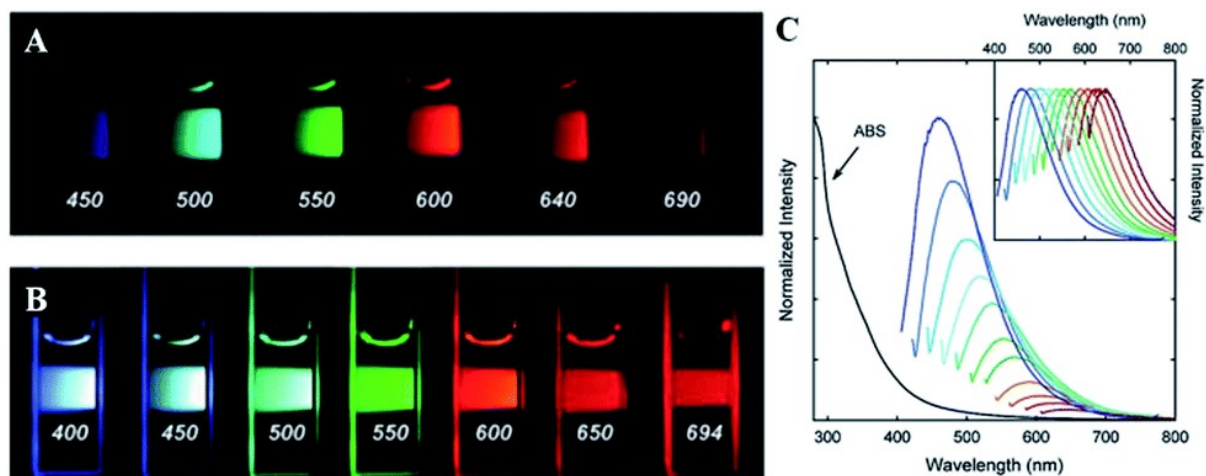 A
450 500 550 600 640 690
B
400 450 500 550 600 650 694
C
Wavelength (nm)
400 500 600 700 800
Normalized Intensity
ABS
Normalized Intensity
300 400 500 600 700 800
Wavelength (nm)